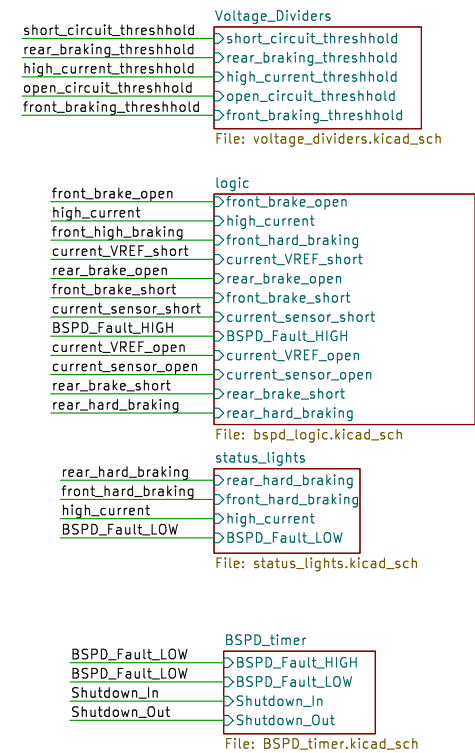 Voltage_Dividers
short_circuit_threshhold short_circuit_threshhold
rear_braking_threshhold rear_braking_threshhold
high_current_threshhold high_current_threshhold
open_circuit_threshhold open_circuit_threshhold
front_braking_threshhold front_braking_threshhold
File: voltage_dividers.kicad_sch
logic
front_brake_open front_brake_open
high_current high_current
front_high_braking front_hard_braking
current_VREF_short current_VREF_short
rear_brake_open rear_brake_open
front_brake_short front_brake_short
current_sensor_short current_sensor_short
BSPD_Fault_HIGH BSPD_Fault_HIGH
current_VREF_open current_VREF_open
current_sensor_open current_sensor_open
rear_brake_short rear_brake_short
rear_hard_braking rear_hard_braking
File: bspd_logic.kicad_sch
status_lights
rear_hard_braking rear_hard_braking
front_hard_braking front_hard_braking
high_current high_current
BSPD_Fault_LOW BSPD_Fault_LOW
File: status_lights.kicad_sch
BSPD_timer
BSPD_Fault_LOW BSPD_Fault_HIGH
BSPD_Fault_LOW BSPD_Fault_LOW
Shutdown_In Shutdown_In
Shutdown_Out Shutdown_Out
File: BSPD_timer.kicad_sch